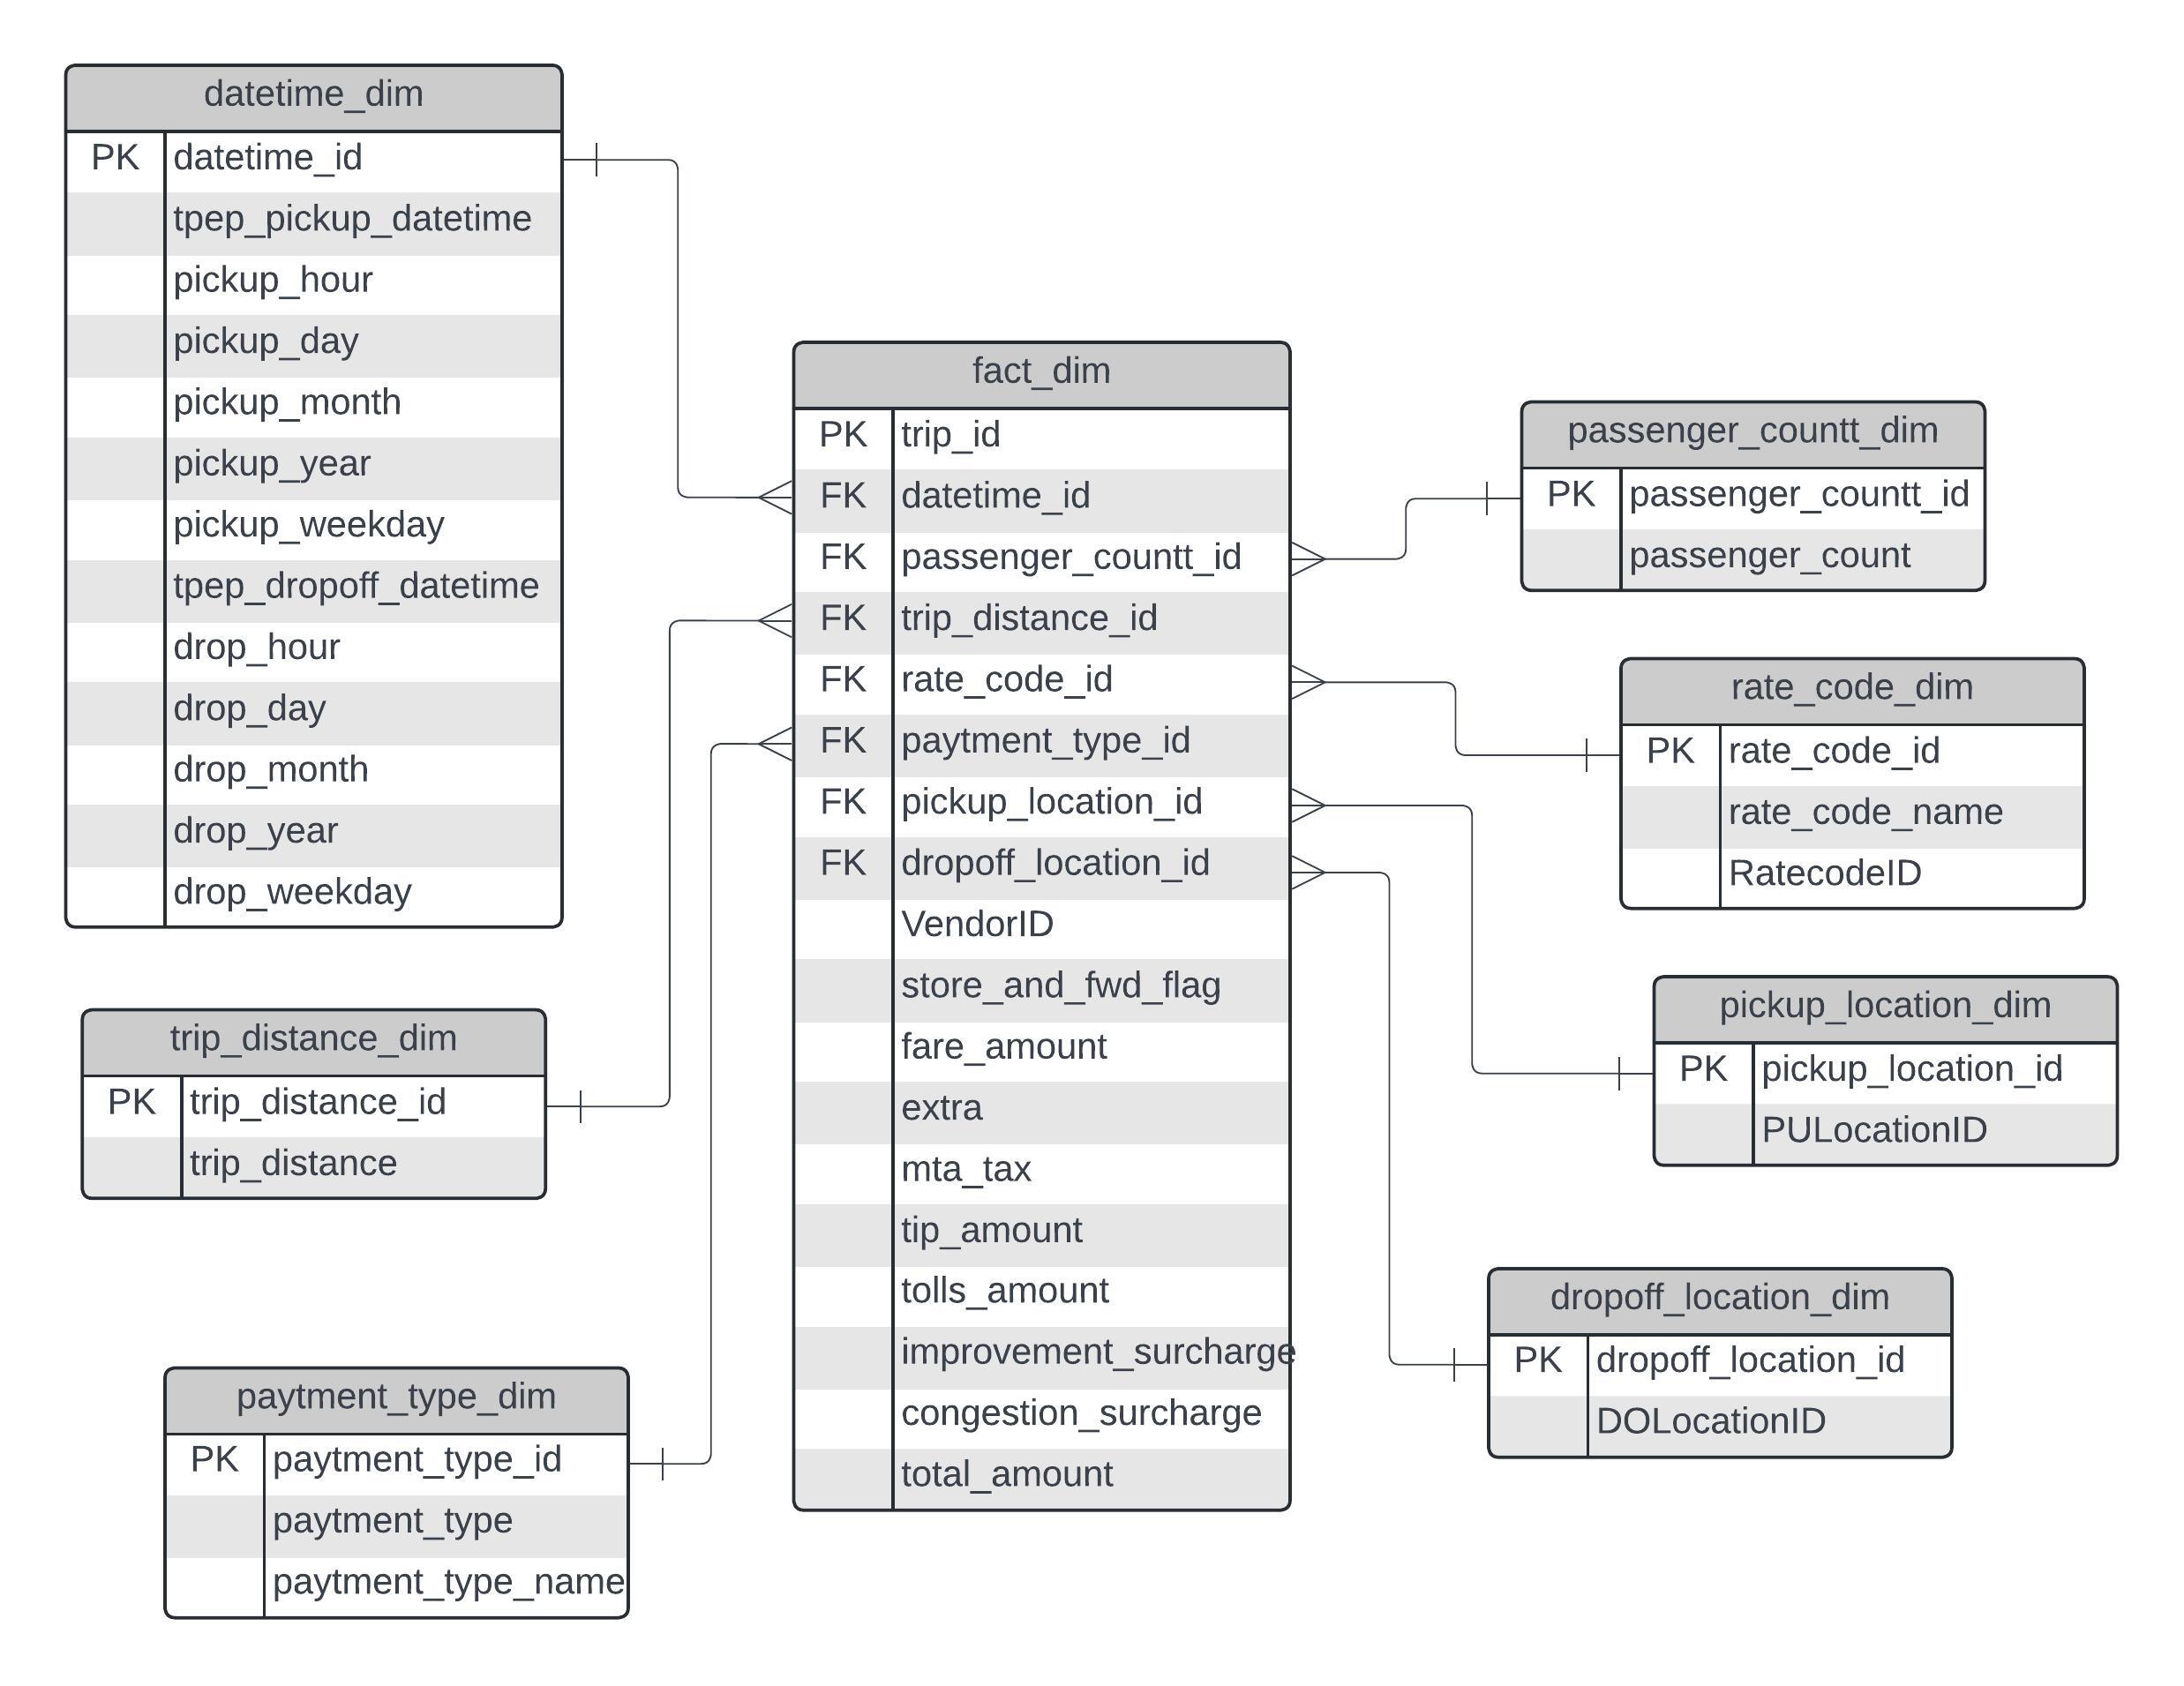 datetime_dim
PK datetime_id
tpep_pickup_datetime
pickup_hour
pickup_day
pickup_month
pickup_year
pickup_weekday
tpep_dropoff_datetime
drop_hour
drop_day
drop_month
drop_year
drop_weekday
trip_distance_dim
PK trip_distance_id
trip_distance
paytment_type_dim
PK paytment_type_id
paytment_type
paytment_type_name
fact_dim
PK trip_id
FK datetime_id
FK passenger_countt_id
FK trip_distance_id
FK rate_code_id
FK paytment_type_id
FK pickup_location_id
FK dropoff_location_id
VendorID
store_and_fwd_flag
fare_amount
extra
mta_tax
tip_amount
tolls_amount
improvement_surcharge
congestion_surcharge
total_amount
passenger_countt_dim
PK passenger_countt_id
passenger_count
rate_code_dim
PK rate_code_id
rate_code_name
RatecodeID
pickup_location_dim
PK pickup_location_id
PULocationID
dropoff_location_dim
PK dropoff_location_id
DOLocationID